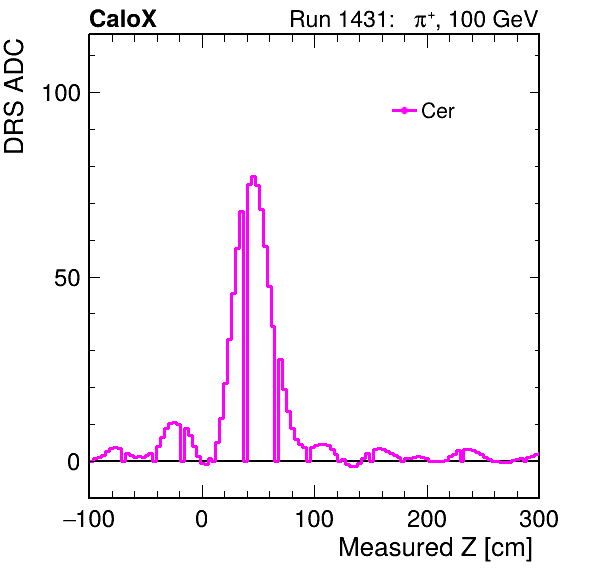 CaloX Run 1431: π⁺, 100 GeV
DRS ADC
Cer
100
50
0
−100 0 100 200 300
Measured Z [cm]